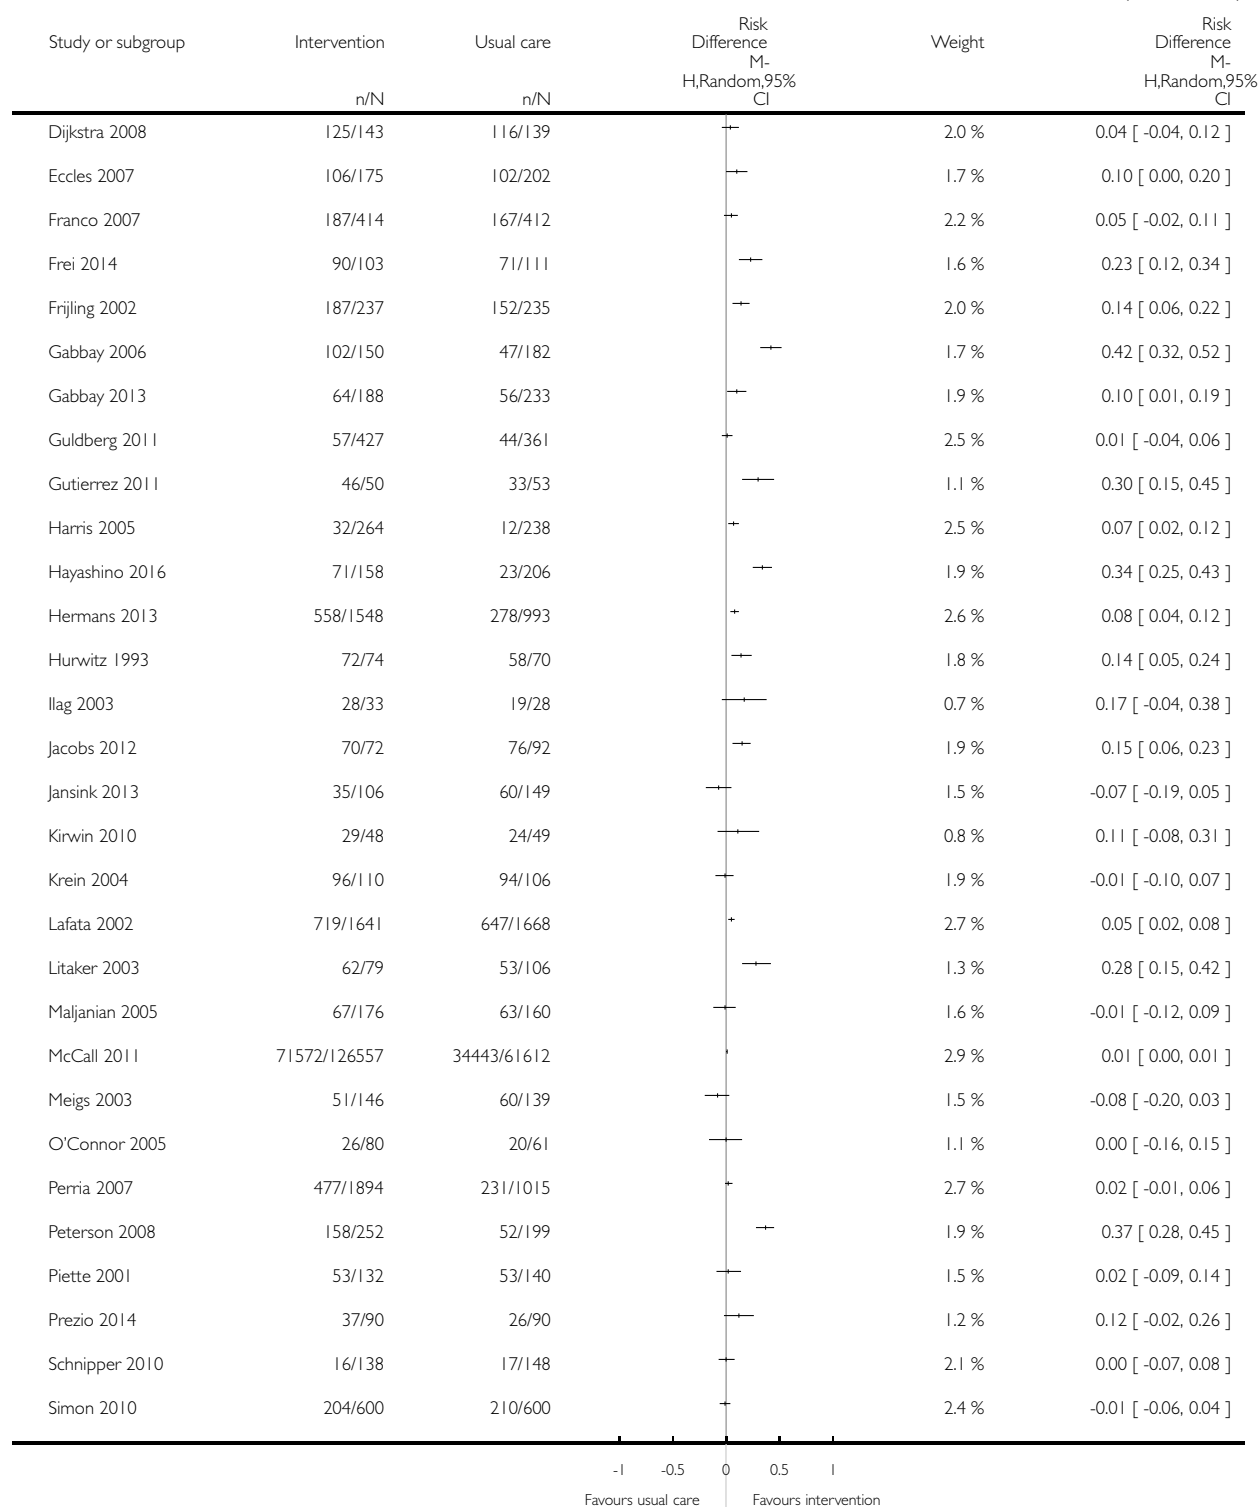 Study or subgroup Intervention Usual care Risk Difference Weight Risk Difference
M-H,Random,95% CI M-H,Random,95% CI
n/N n/N
Dijkstra 2008 125/143 116/139 2.0 % 0.04 [ -0.04, 0.12 ]
Eccles 2007 106/175 102/202 1.7 % 0.10 [ 0.00, 0.20 ]
Franco 2007 187/414 167/412 2.2 % 0.05 [ -0.02, 0.11 ]
Frei 2014 90/103 71/111 1.6 % 0.23 [ 0.12, 0.34 ]
Frijling 2002 187/237 152/235 2.0 % 0.14 [ 0.06, 0.22 ]
Gabbay 2006 102/150 47/182 1.7 % 0.42 [ 0.32, 0.52 ]
Gabbay 2013 64/188 56/233 1.9 % 0.10 [ 0.01, 0.19 ]
Guldberg 2011 57/427 44/361 2.5 % 0.01 [ -0.04, 0.06 ]
Gutierrez 2011 46/50 33/53 1.1 % 0.30 [ 0.15, 0.45 ]
Harris 2005 32/264 12/238 2.5 % 0.07 [ 0.02, 0.12 ]
Hayashino 2016 71/158 23/206 1.9 % 0.34 [ 0.25, 0.43 ]
Hermans 2013 558/1548 278/993 2.6 % 0.08 [ 0.04, 0.12 ]
Hurwitz 1993 72/74 58/70 1.8 % 0.14 [ 0.05, 0.24 ]
Ilag 2003 28/33 19/28 0.7 % 0.17 [ -0.04, 0.38 ]
Jacobs 2012 70/72 76/92 1.9 % 0.15 [ 0.06, 0.23 ]
Jansink 2013 35/106 60/149 1.5 % -0.07 [ -0.19, 0.05 ]
Kirwin 2010 29/48 24/49 0.8 % 0.11 [ -0.08, 0.31 ]
Krein 2004 96/110 94/106 1.9 % -0.01 [ -0.10, 0.07 ]
Lafata 2002 719/1641 647/1668 2.7 % 0.05 [ 0.02, 0.08 ]
Litaker 2003 62/79 53/106 1.3 % 0.28 [ 0.15, 0.42 ]
Maljanian 2005 67/176 63/160 1.6 % -0.01 [ -0.12, 0.09 ]
McCall 2011 71572/126557 34443/61612 2.9 % 0.01 [ 0.00, 0.01 ]
Meigs 2003 51/146 60/139 1.5 % -0.08 [ -0.20, 0.03 ]
O'Connor 2005 26/80 20/61 1.1 % 0.00 [ -0.16, 0.15 ]
Perria 2007 477/1894 231/1015 2.7 % 0.02 [ -0.01, 0.06 ]
Peterson 2008 158/252 52/199 1.9 % 0.37 [ 0.28, 0.45 ]
Piette 2001 53/132 53/140 1.5 % 0.02 [ -0.09, 0.14 ]
Prezio 2014 37/90 26/90 1.2 % 0.12 [ -0.02, 0.26 ]
Schnipper 2010 16/138 17/148 2.1 % 0.00 [ -0.07, 0.08 ]
Simon 2010 204/600 210/600 2.4 % -0.01 [ -0.06, 0.04 ]
-1 -0.5 0 0.5 1
Favours usual care Favours intervention